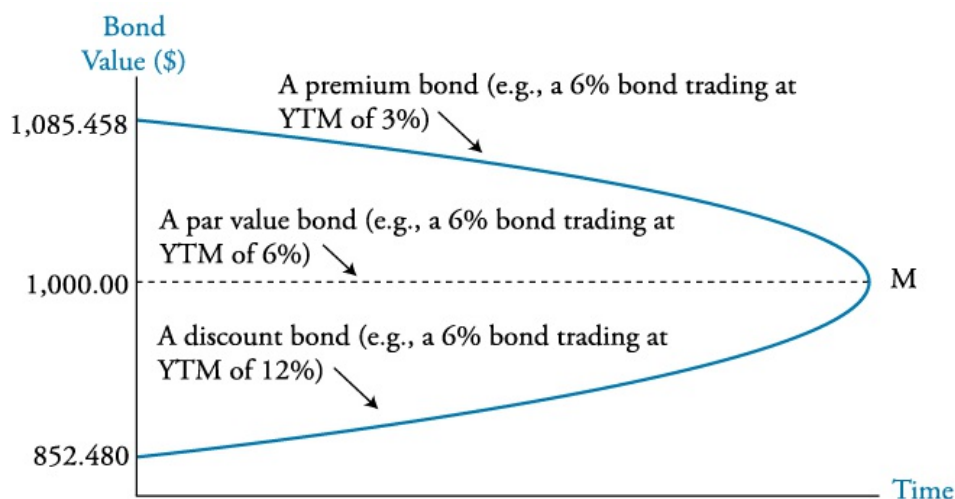 Bond
Value ($)
A premium bond (e.g., a 6% bond trading at
YTM of 3%)
1,085.458
A par value bond (e.g., a 6% bond trading at
YTM of 6%)
1,000.00
M
A discount bond (e.g., a 6% bond trading at
YTM of 12%)
852.480
Time